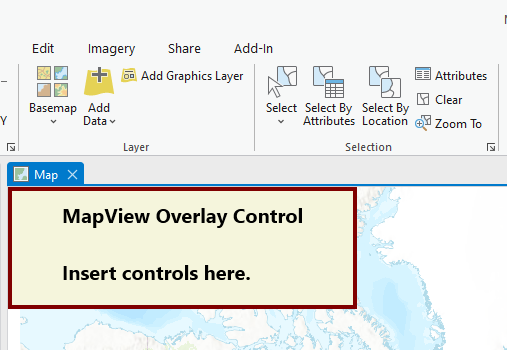 Edit Imagery Share Add-In
Basemap
Add Data
Add Graphics Layer
Layer
Select
Select By Attributes
Select By Location
Attributes
Clear
Zoom To
Selection
Map
MapView Overlay Control
Insert controls here.